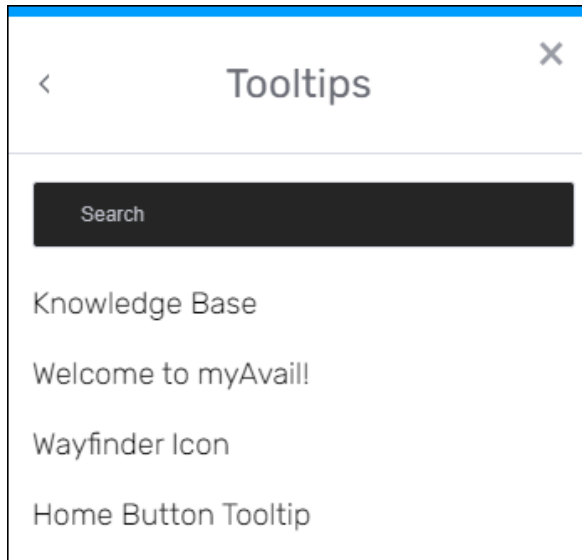 Tooltips
Search
Knowledge Base
Welcome to myAvail!
Wayfinder Icon
Home Button Tooltip